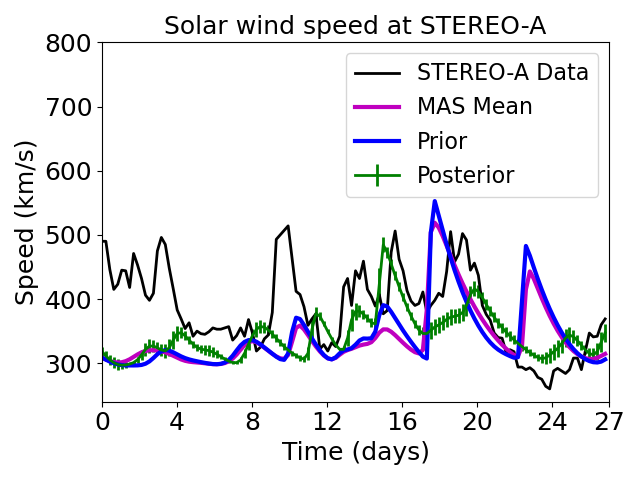 Solar wind speed at STEREO-A
800
700
600
500
400
300
Speed (km/s)
STEREO-A Data
MAS Mean
Prior
Posterior
0 4 8 12 16 20 24 27
Time (days)